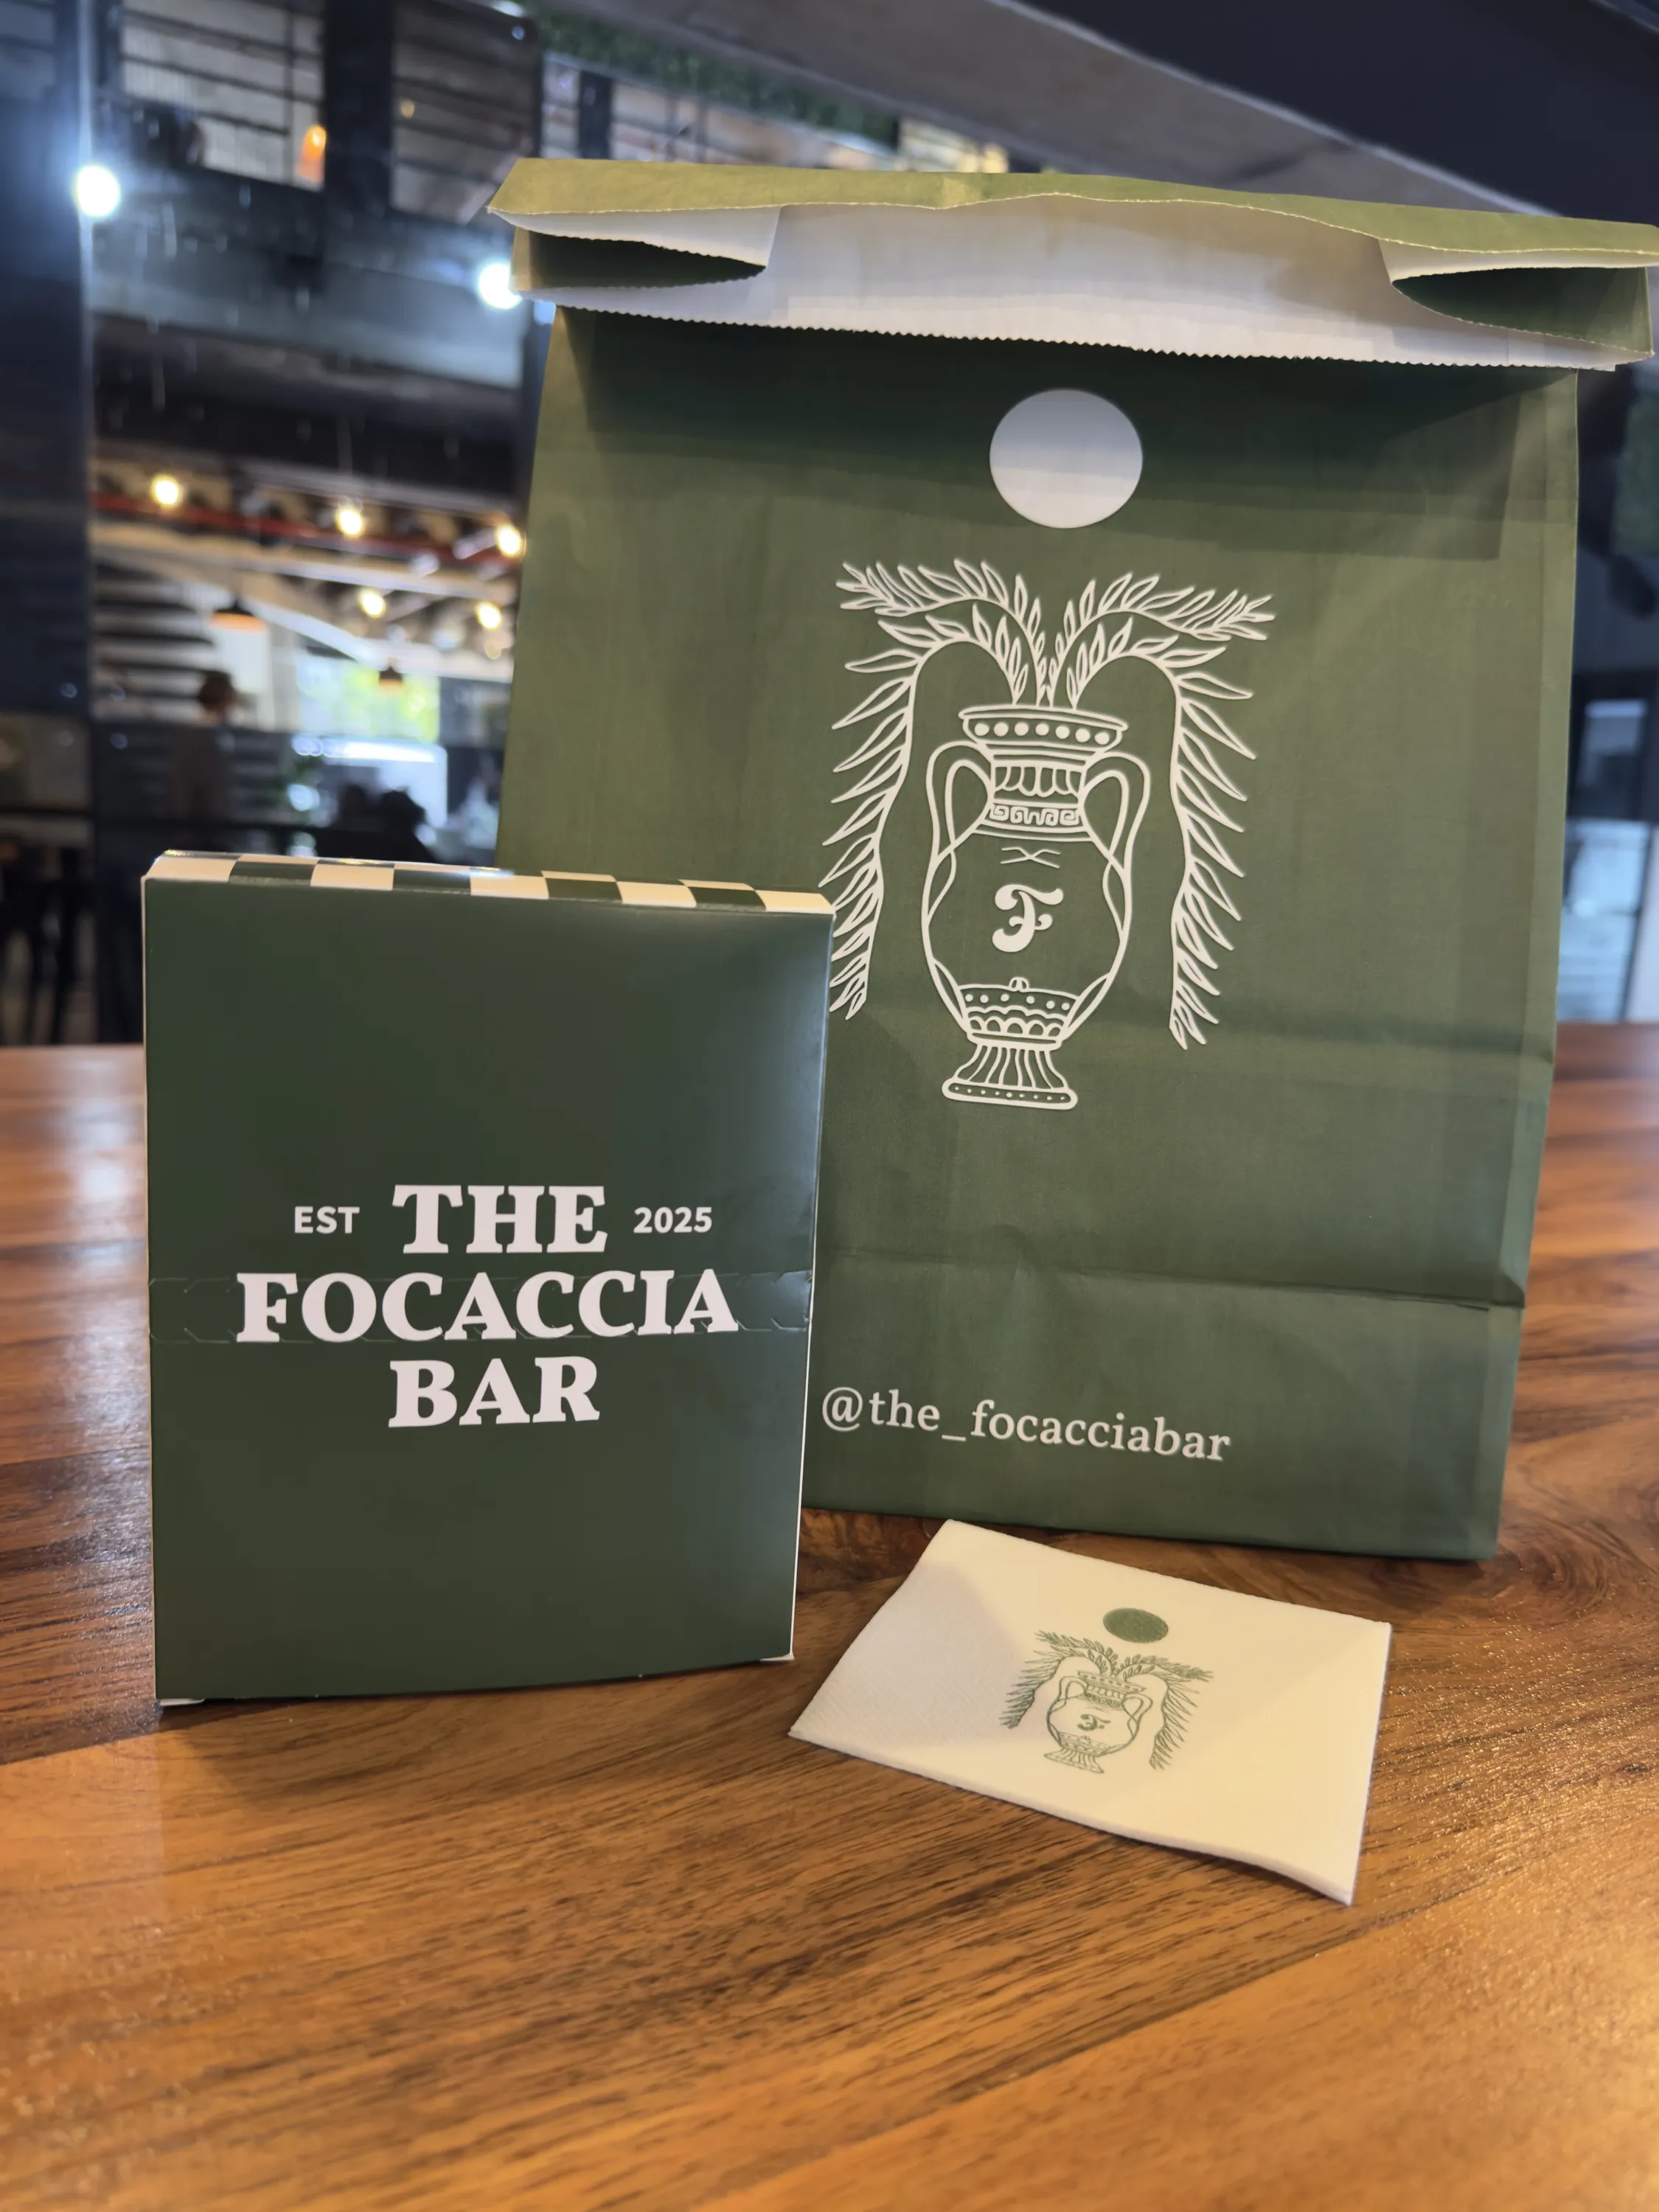 EST THE 2025
FOCACCIA
BAR
F
@the_focacciabar
F